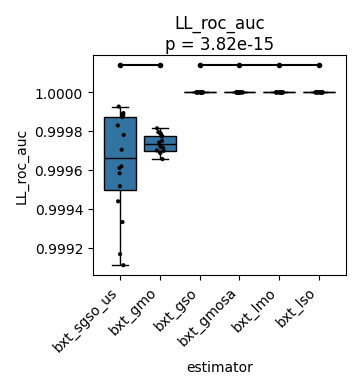 LL_roc_auc
p = 3.82e-15
LL_roc_auc
1.0000
0.9998
0.9996
0.9994
0.9992
bxt_sgso_us
bxt_gmo
bxt_gso
bxt_gmosa
bxt_lmo
bxt_lso
estimator